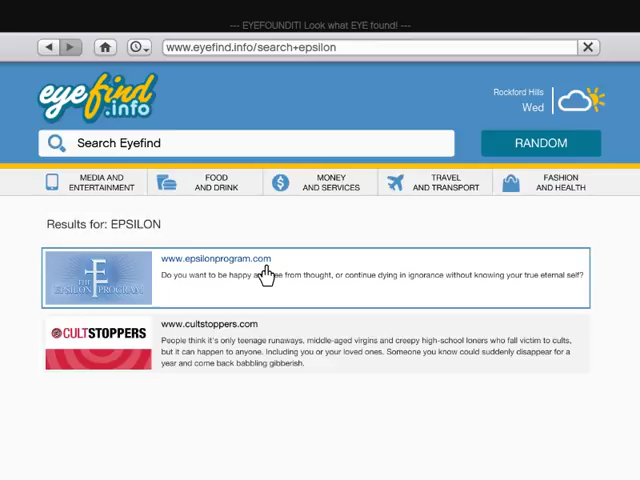 --- EYEFOUNDIT! Look what EYE found! ---
www.eyefind.info/search+epsilon
eyefind
.info
Rockford Hills
Wed
Search Eyefind
RANDOM
MEDIA AND
ENTERTAINMENT
FOOD
AND DRINK
MONEY
AND SERVICES
TRAVEL
AND TRANSPORT
FASHION
AND HEALTH
Results for: EPSILON
THE
EPSILON PROGRAM
www.epsilonprogram.com
Do you want to be happy from thought, or continue dying in ignorance without knowing your true eternal self?
CULTSTOPPERS
www.cultstoppers.com
People think it's only teenage runaways, middle-aged virgins and creepy high-school loners who fall victim to cults,
but it can happen to anyone. Including you or your loved ones. Someone you know could suddenly disappear for a
year and come back babbling gibberish.